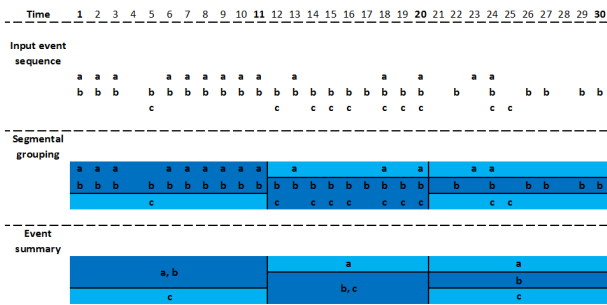 Time 1 2 3 4 5 6 7 8 9 10 11 12 13 14 15 16 17 18 19 20 21 22 23 24 25 26 27 28 29 30
Input event
sequence
a a a a a a a a a a a a a a
b b b b b b b b b b b b b b b b b b b b b b b b b
c c c c c c c c c c
Segmental
grouping
a a a a a a a a a a a a a a
b b b b b b b b b b b b b b b b b b b b b b b b b
c c c c c c c c c c
Event
summary
a, b
c
a
b, c
a
b
c